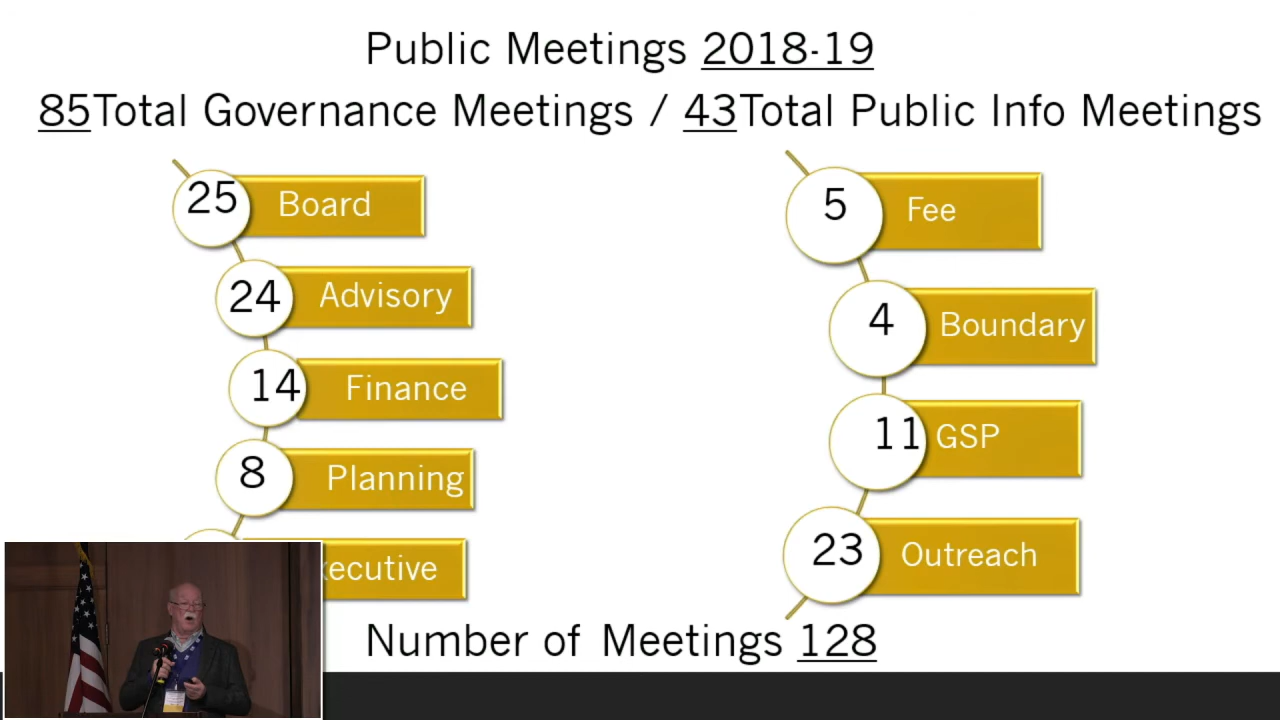 Public Meetings 2018-19
85Total Governance Meetings / 43Total Public Info Meetings
25 Board
24 Advisory
14 Finance
8 Planning
xecutive
5 Fee
4 Boundary
11 GSP
23 Outreach
Number of Meetings 128